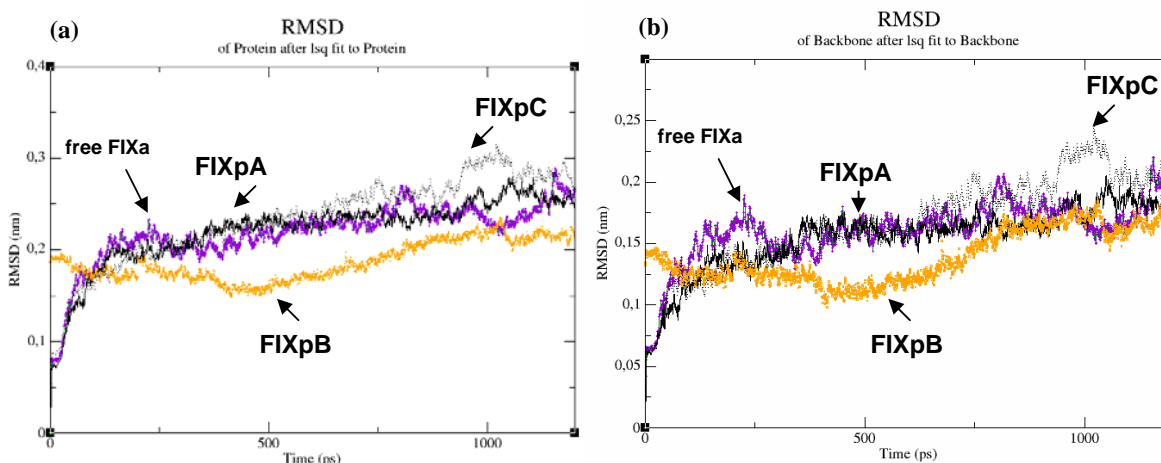 (a)
RMSD
of Protein after lsq fit to Protein
0,4
0,3
0,2
0,1
0
RMSD (nm)
free FIXa
FIXpA
FIXpC
FIXpB
0
500
1000
Time (ps)
(b)
RMSD
of Backbone after lsq fit to Backbone
0,25
0,2
0,15
0,1
0,05
0
RMSD (nm)
free FIXa
FIXpA
FIXpC
FIXpB
0
500
1000
Time (ps)